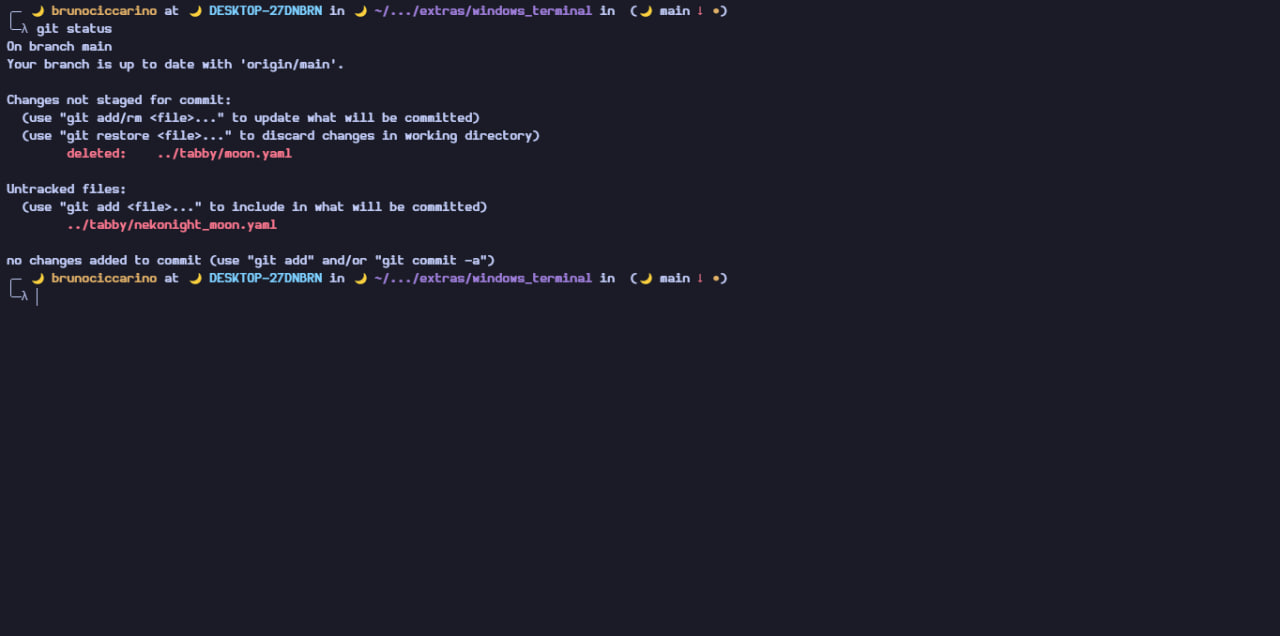 ╭─ 🌙 brunociccarino at 🌙 DESKTOP-27DNBRN in 🌙 ~/.../extras/windows_terminal in (🌙 main ↓ •)
╰─λ git status
On branch main
Your branch is up to date with 'origin/main'.
Changes not staged for commit:
(use "git add/rm <file>..." to update what will be committed)
(use "git restore <file>..." to discard changes in working directory)
deleted: ../tabby/moon.yaml
Untracked files:
(use "git add <file>..." to include in what will be committed)
../tabby/nekonight_moon.yaml
no changes added to commit (use "git add" and/or "git commit -a")
╭─ 🌙 brunociccarino at 🌙 DESKTOP-27DNBRN in 🌙 ~/.../extras/windows_terminal in (🌙 main ↓ •)
╰─λ